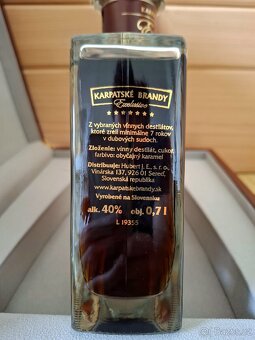 KARPATSKÉ BRANDY
Exclusive
Z vybraných vínnych destilátov,
ktoré zreli minimálne 7 rokov
v dubových sudoch.
Zloženie: vínny destilát, cukor,
farbivo: obyčajný karamel
Distribuuje: Hubert J. E., s. r. o.,
Vinárska 137, 926 01 Sereď,
Slovenská republika
www.karpatskebrandy.sk
Vyrobené na Slovensku
alk. 40% obj. 0,7 l
L 19355